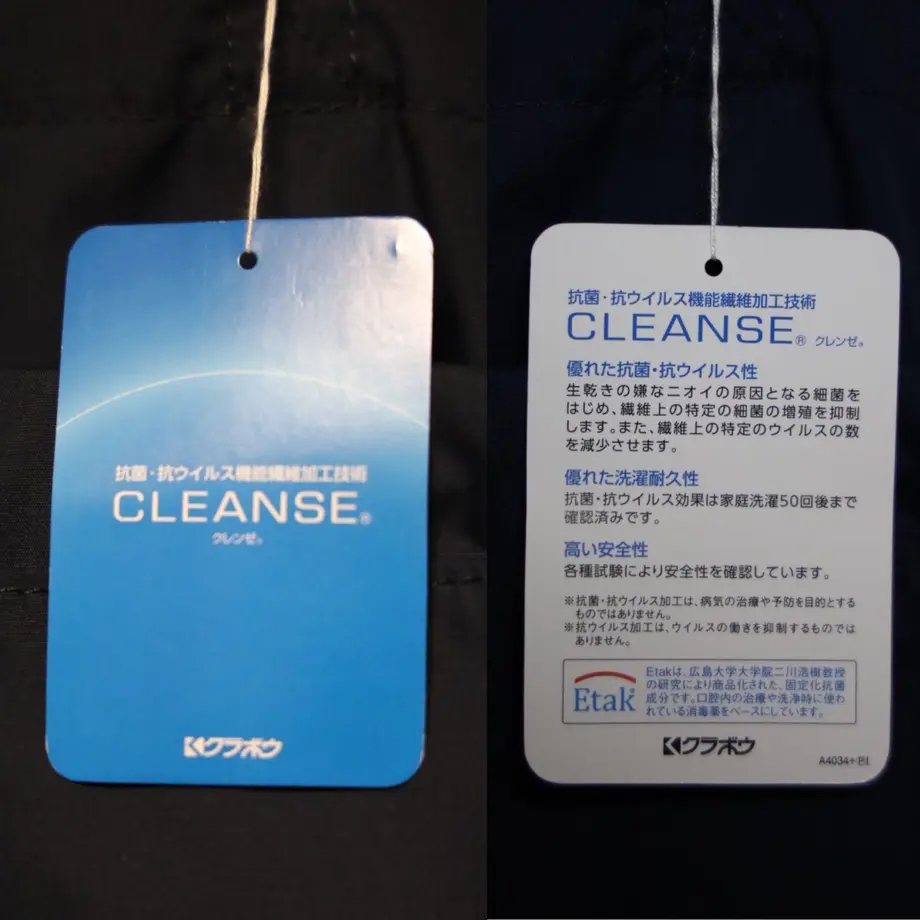 抗菌・抗ウイルス機能繊維加工技術
CLEANSE®
クレンゼ®
クラボウ
抗菌・抗ウイルス機能繊維加工技術
CLEANSE® クレンゼ®
優れた抗菌・抗ウイルス性
生乾きの嫌なニオイの原因となる細菌を
はじめ、繊維上の特定の細菌の増殖を抑制
します。また、繊維上の特定のウイルスの数
を減少させます。
優れた洗濯耐久性
抗菌・抗ウイルス効果は家庭洗濯50回後まで
確認済みです。
高い安全性
各種試験により安全性を確認しています。
※抗菌・抗ウイルス加工は、病気の治療や予防を目的とする
ものではありません。
※抗ウイルス加工は、ウイルスの働きを抑制するものでは
ありません。
Etak®
Etakは、広島大学大学院二川浩樹教授
の研究により商品化された、固定化抗菌
成分です。口腔内の治療や洗浄時に使わ
れている消毒薬をベースにしています。
クラボウ